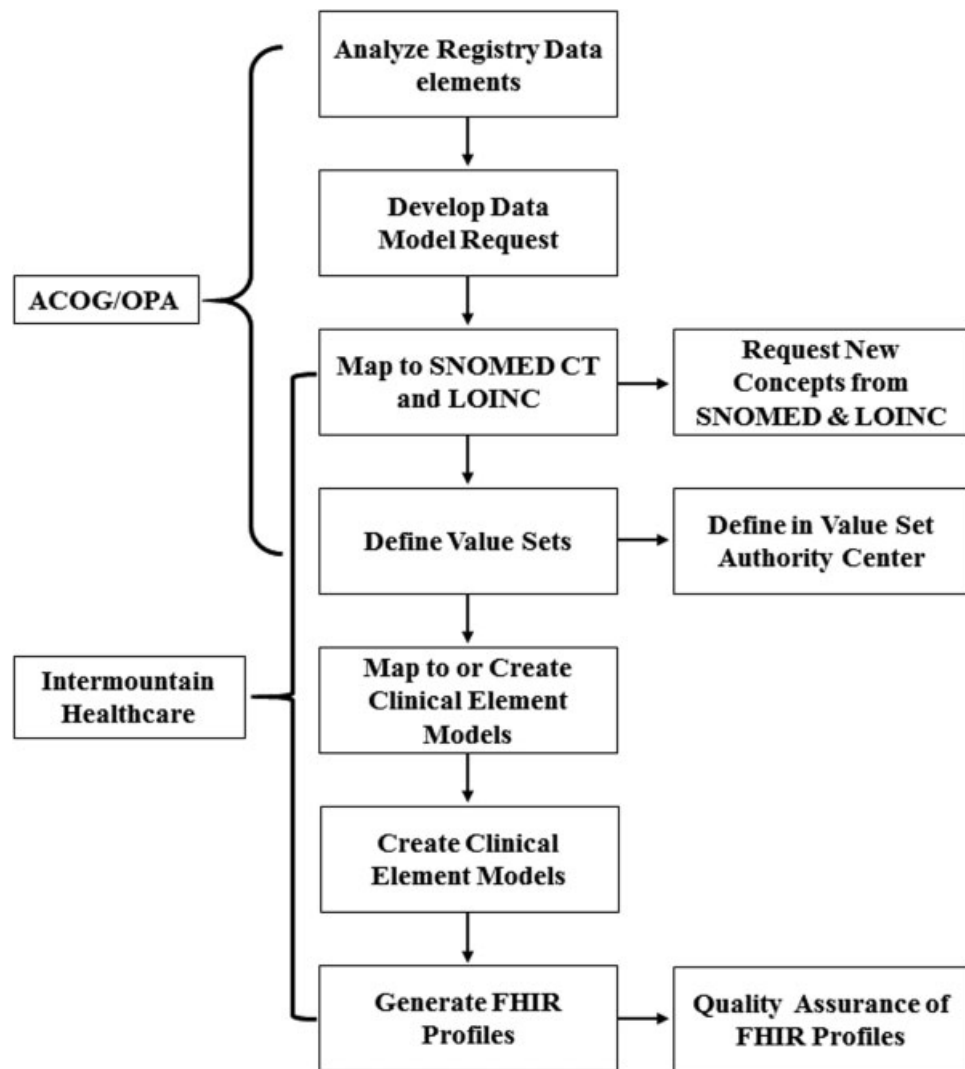 Analyze Registry Data
elements
Develop Data
Model Request
ACOG/OPA
Map to SNOMED CT
and LOINC
Request New
Concepts from
SNOMED & LOINC
Define Value Sets
Define in Value Set
Authority Center
Intermountain
Healthcare
Map to or Create
Clinical Element
Models
Create Clinical
Element Models
Generate FHIR
Profiles
Quality Assurance of
FHIR Profiles